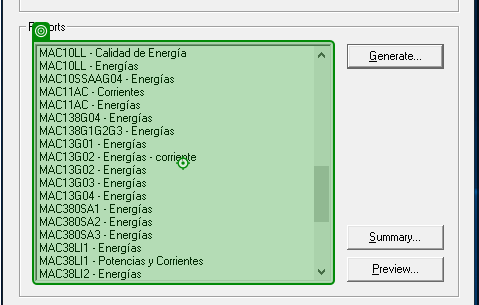 MAC10LL - Calidad de Energía
MAC10LL - Energías
MAC10SSAAG04 - Energías
MAC11AC - Corrientes
MAC11AC - Energías
MAC138G04 - Energías
MAC138G1G2G3 - Energías
MAC13G01 - Energías
MAC13G02 - Energías - corriente
MAC13G02 - Energías
MAC13G03 - Energías
MAC13G04 - Energías
MAC380SA1 - Energías
MAC380SA2 - Energías
MAC380SA3 - Energías
MAC38LI1 - Energías
MAC38LI1 - Potencias y Corrientes
MAC38LI2 - Energías
Generate...
Summary...
Preview...